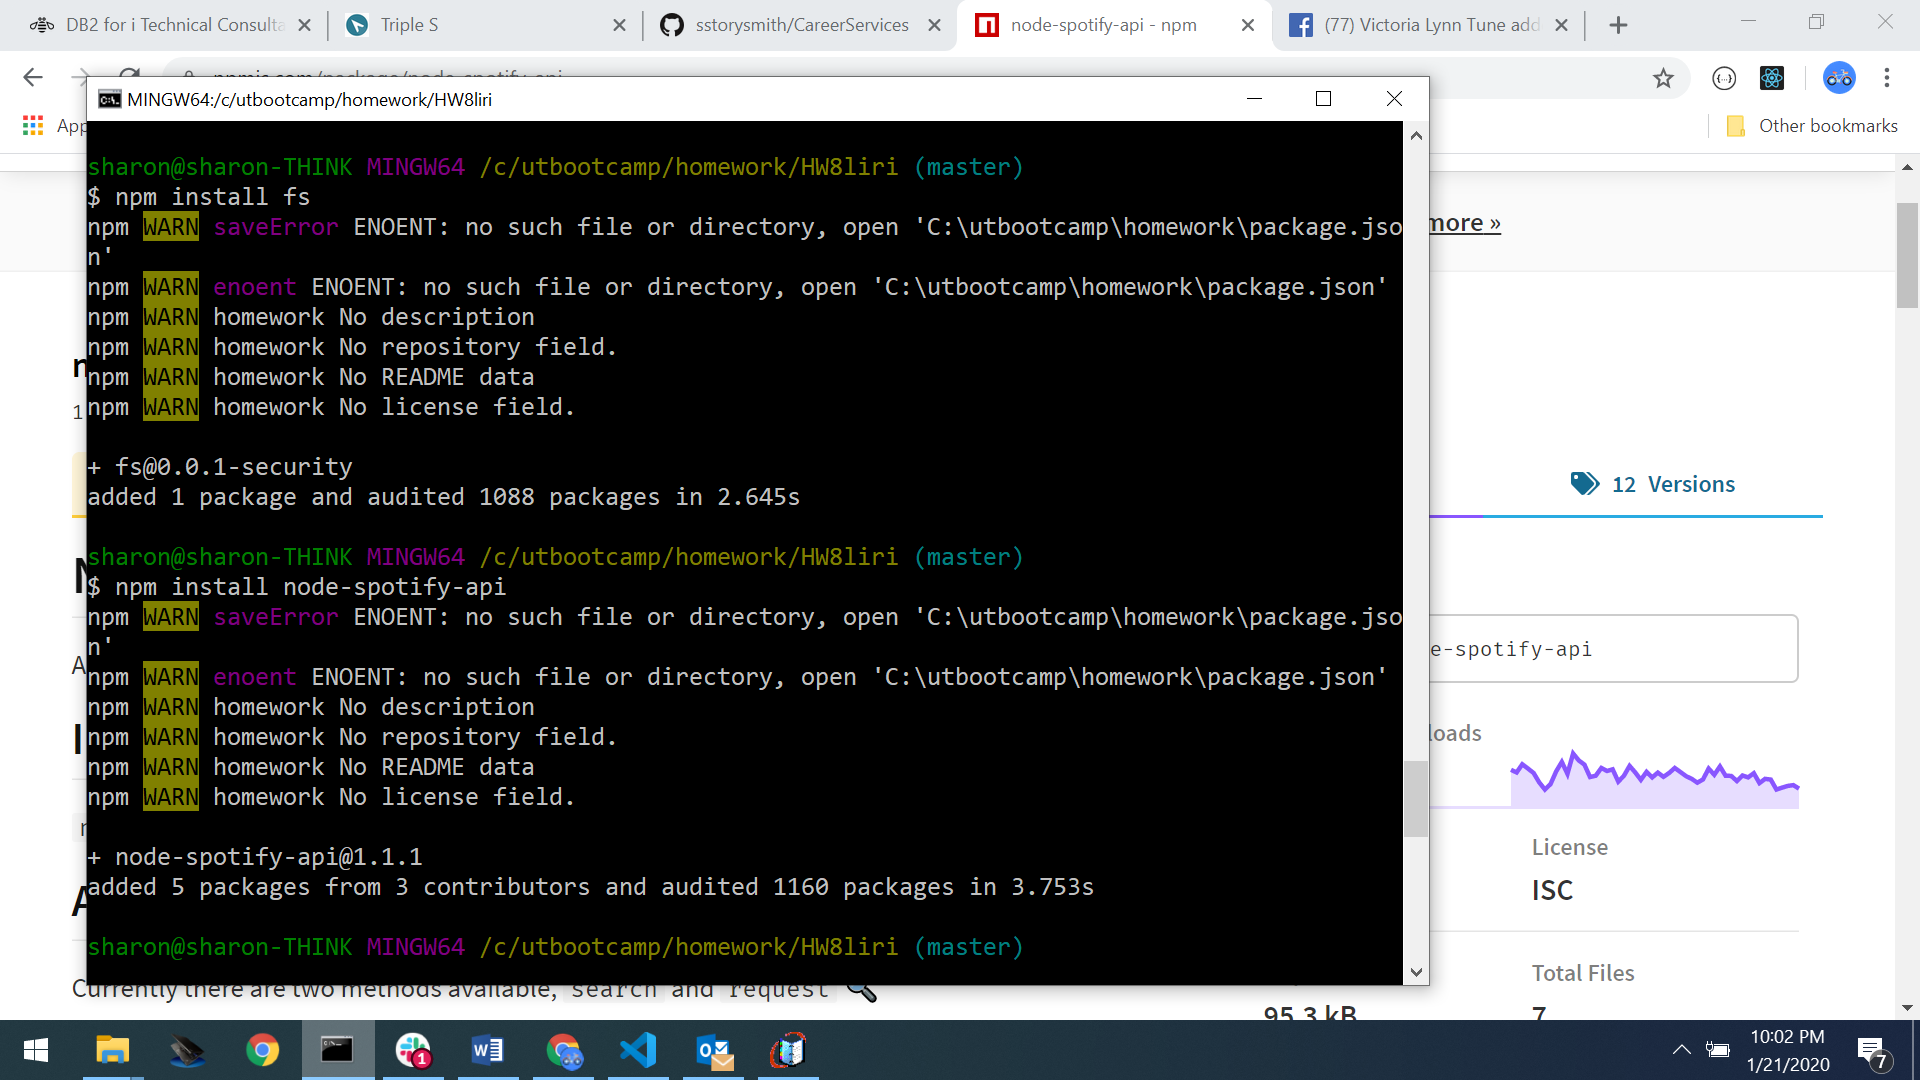 DB2 for i Technical Consulta
Triple S
sstorysmith/CareerServices
node-spotify-api - npm
(77) Victoria Lynn Tune add
MINGW64:/c/utbootcamp/homework/HW8liri
Other bookmarks
sharon@sharon-THINK MINGW64 /c/utbootcamp/homework/HW8liri (master)
$ npm install fs
npm WARN saveError ENOENT: no such file or directory, open 'C:\utbootcamp\homework\package.jso
n'
npm WARN enoent ENOENT: no such file or directory, open 'C:\utbootcamp\homework\package.json'
npm WARN homework No description
npm WARN homework No repository field.
npm WARN homework No README data
npm WARN homework No license field.
+ fs@0.0.1-security
added 1 package and audited 1088 packages in 2.645s
sharon@sharon-THINK MINGW64 /c/utbootcamp/homework/HW8liri (master)
$ npm install node-spotify-api
npm WARN saveError ENOENT: no such file or directory, open 'C:\utbootcamp\homework\package.jso
n'
npm WARN enoent ENOENT: no such file or directory, open 'C:\utbootcamp\homework\package.json'
npm WARN homework No description
npm WARN homework No repository field.
npm WARN homework No README data
npm WARN homework No license field.
+ node-spotify-api@1.1.1
added 5 packages from 3 contributors and audited 1160 packages in 3.753s
sharon@sharon-THINK MINGW64 /c/utbootcamp/homework/HW8liri (master)
more »
12 Versions
e-spotify-api
loads
License
ISC
Total Files
95.3 kB
7
Currently there are two methods available, search and request
10:02 PM
1/21/2020
1
7